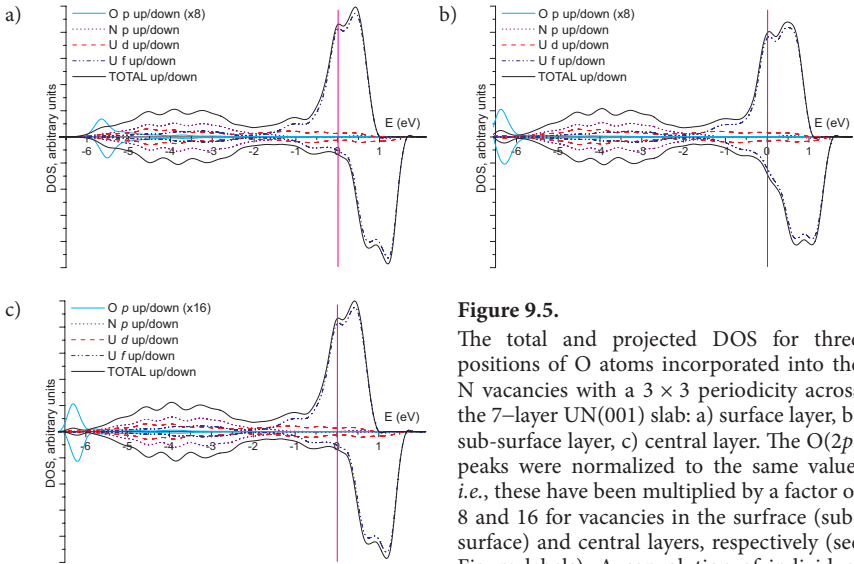 a)
O p up/down (x8)
N p up/down
U d up/down
U f up/down
TOTAL up/down
E (eV)
DOS, arbitrary units
-6 -5 -4 -3 -2 -1 0 1
b)
O p up/down (x8)
N p up/down
U d up/down
U f up/down
TOTAL up/down
E (eV)
DOS, arbitrary units
-6 -5 -4 -3 -2 -1 0 1
c)
O p up/down (x16)
N p up/down
U d up/down
U f up/down
TOTAL up/down
E (eV)
DOS, arbitrary units
-6 -5 -4 -3 -2 -1 0 1
Figure 9.5.
The total and projected DOS for three
positions of O atoms incorporated into the
N vacancies with a 3 × 3 periodicity across
the 7–layer UN(001) slab: a) surface layer, b
sub-surface layer, c) central layer. The O(2p
peaks were normalized to the same value
i.e., these have been multiplied by a factor o
8 and 16 for vacancies in the surfrace (sub
surface) and central layers, respectively (see